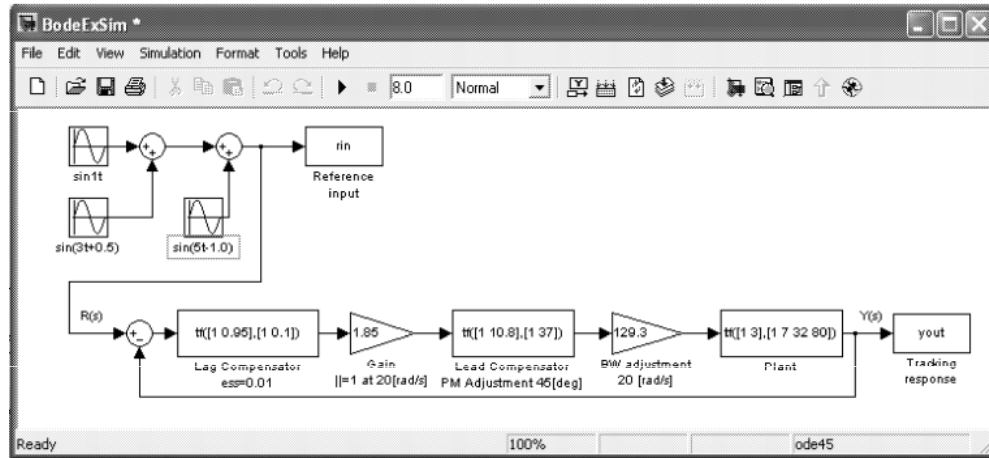 BodeExSim *
File Edit View Simulation Format Tools Help
8.0 Normal
rin
sin1t
Reference
input
sin(3t+0.5)
sin(5t-1.0)
R(s)
Y(s)
+
+
+
+
+
−
tf([1 0.95],[1 0.1])
1.85
tf([1 10.8],[1 37])
129.3
tf([1 3],[1 7 32 80])
yout
Lag Compensator
ess=0.01
Gain
||=1 at 20[rad/s]
Lead Compensator
PM Adjustment 45[deg]
BW adjustment
20 [rad/s]
Plant
Tracking
response
Ready 100% ode45